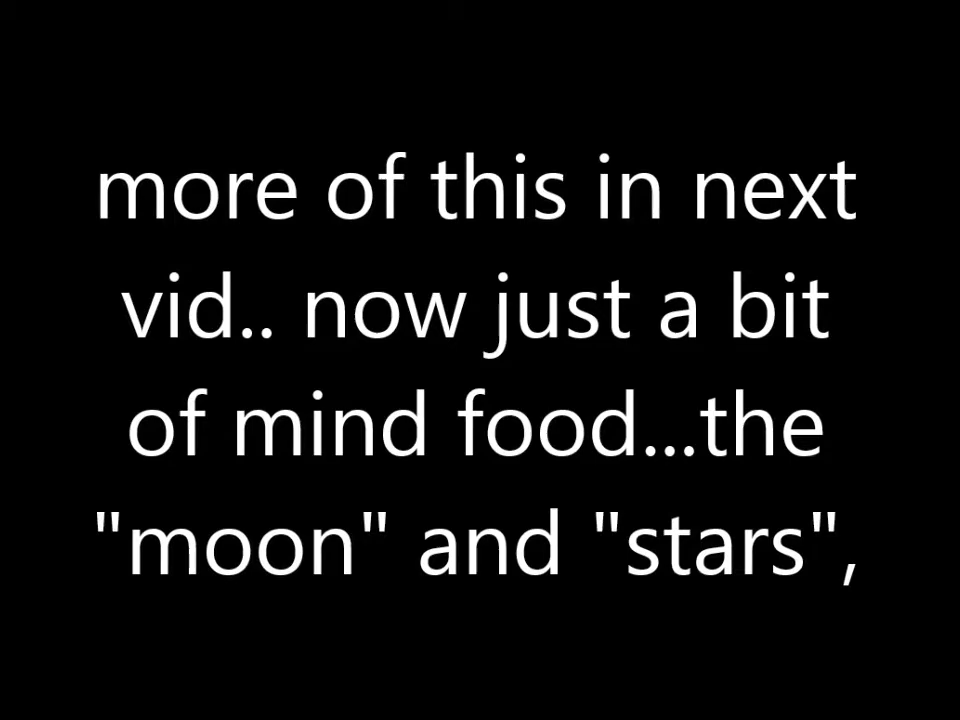 more of this in next
vid.. now just a bit
of mind food...the
"moon" and "stars",